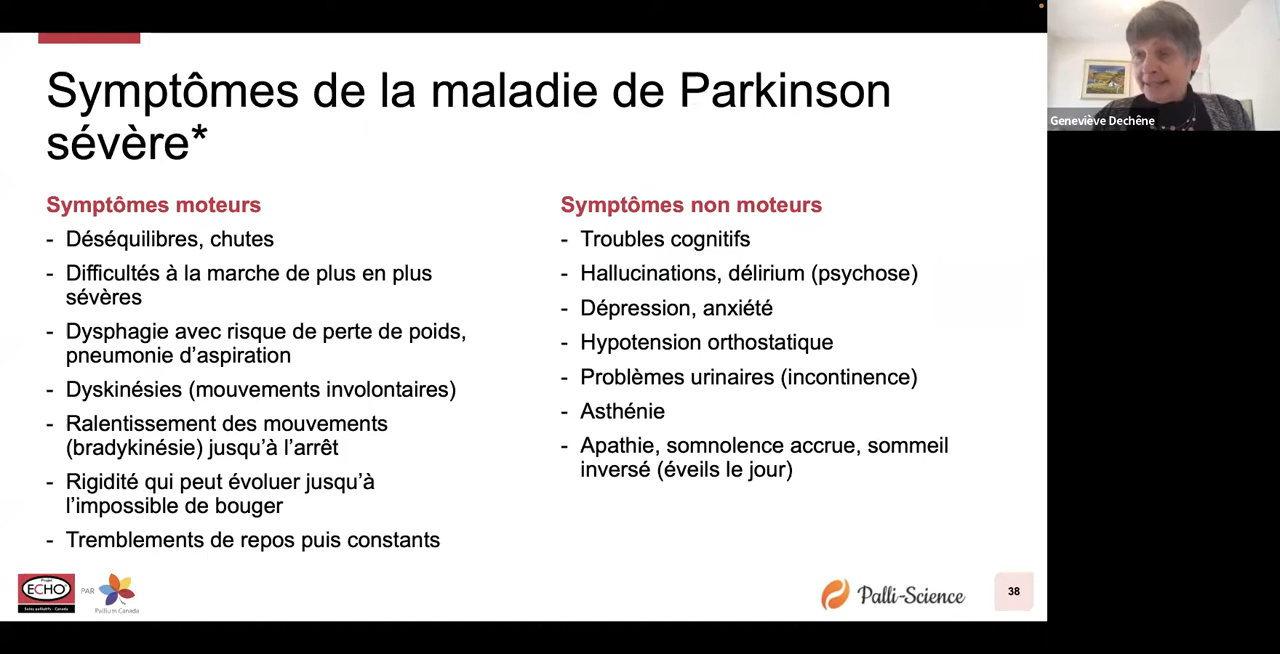 Symptômes de la maladie de Parkinson
sévère*
Symptômes moteurs
- Déséquilibres, chutes
- Difficultés à la marche de plus en plus
sévères
- Dysphagie avec risque de perte de poids,
pneumonie d’aspiration
- Dyskinésies (mouvements involontaires)
- Ralentissement des mouvements
(bradykinésie) jusqu’à l’arrêt
- Rigidité qui peut évoluer jusqu’à
l’impossible de bouger
- Tremblements de repos puis constants
Symptômes non moteurs
- Troubles cognitifs
- Hallucinations, délirium (psychose)
- Dépression, anxiété
- Hypotension orthostatique
- Problèmes urinaires (incontinence)
- Asthénie
- Apathie, somnolence accrue, sommeil
inversé (éveils le jour)
Geneviève Dechêne
Projet
ECHO
Soins palliatifs Canada
PAR
Pallium Canada
Palli-Science
38